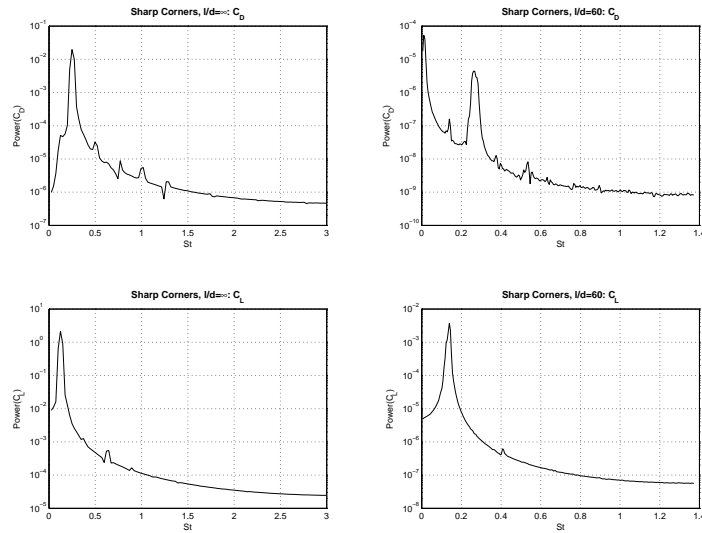 Sharp Corners, l/d=∞: C_D
10^−1
10^−2
10^−3
10^−4
10^−5
10^−6
10^−7
Power(C_D)
0 0.5 1 1.5 2 2.5 3
St
Sharp Corners, l/d=60: C_D
10^−4
10^−5
10^−6
10^−7
10^−8
10^−9
10^−10
Power(C_D)
0 0.2 0.4 0.6 0.8 1 1.2 1.4
St
Sharp Corners, l/d=∞: C_L
10^1
10^0
10^−1
10^−2
10^−3
10^−4
10^−5
Power(C_L)
0 0.5 1 1.5 2 2.5 3
St
Sharp Corners, l/d=60: C_L
10^−2
10^−3
10^−4
10^−5
10^−6
10^−7
10^−8
Power(C_L)
0 0.2 0.4 0.6 0.8 1 1.2 1.4
St